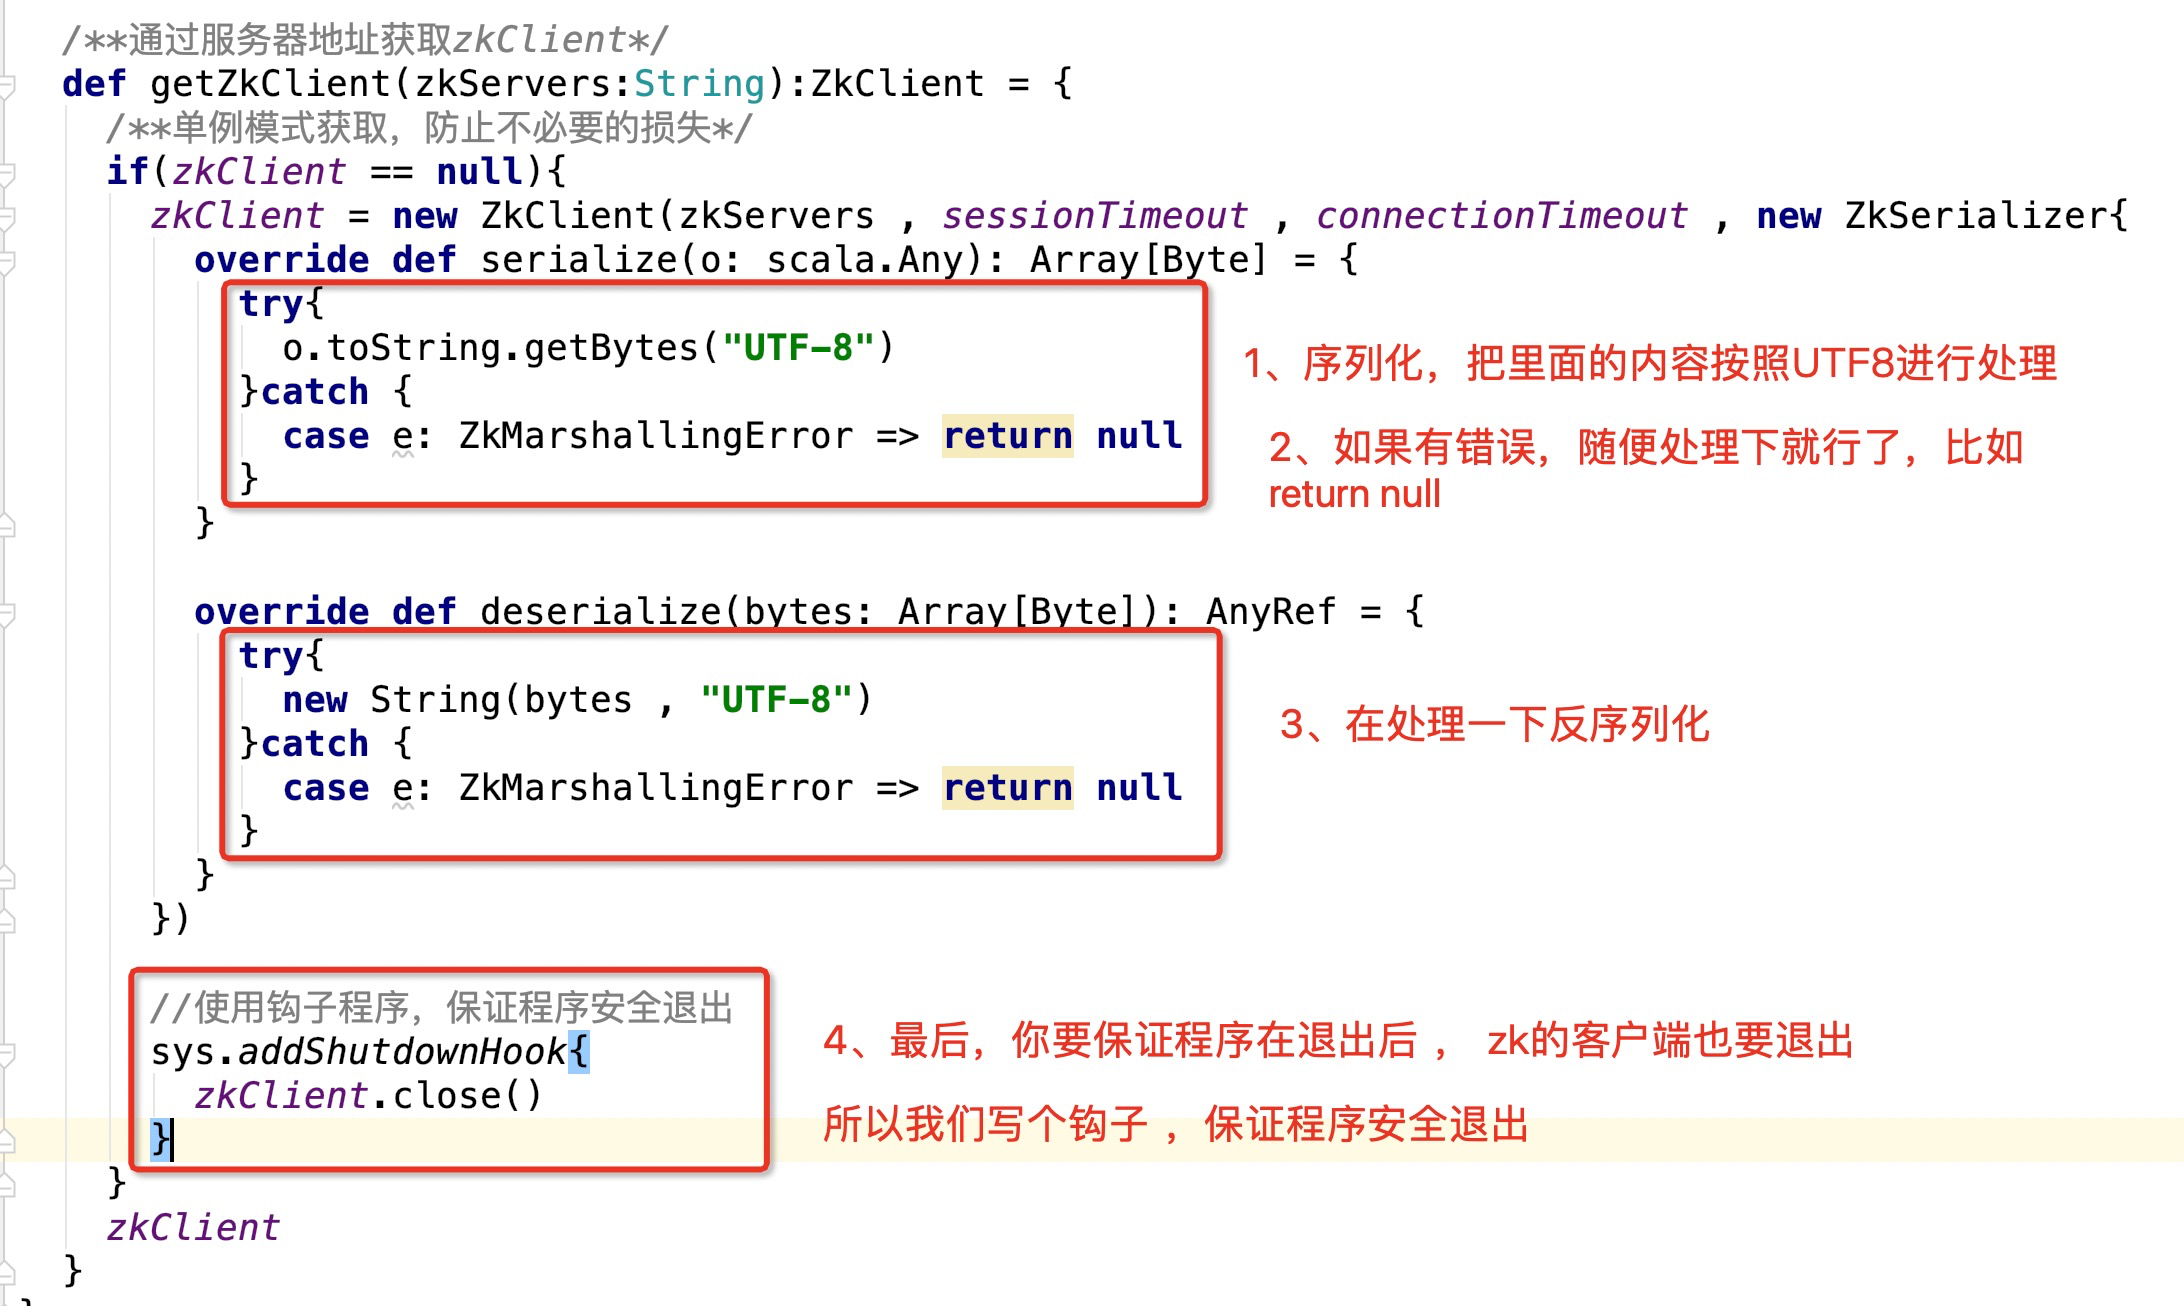 /**通过服务器地址获取zkClient*/
def getZkClient(zkServers:String):ZkClient = {
/**单例模式获取，防止不必要的损失*/
if(zkClient == null){
zkClient = new ZkClient(zkServers , sessionTimeout , connectionTimeout , new ZkSerializer{
override def serialize(o: scala.Any): Array[Byte] = {
try{
o.toString.getBytes("UTF-8")
1、序列化，把里面的内容按照UTF8进行处理
}catch {
case e: ZkMarshallingError => return null
2、如果有错误，随便处理下就行了，比如
return null
}
}
override def deserialize(bytes: Array[Byte]): AnyRef = {
try{
new String(bytes , "UTF-8")
3、在处理一下反序列化
}catch {
case e: ZkMarshallingError => return null
}
}
})
//使用钩子程序，保证程序安全退出
sys.addShutdownHook{
4、最后，你要保证程序在退出后 ， zk的客户端也要退出
zkClient.close()
所以我们写个钩子 ，保证程序安全退出
}
}
zkClient
}